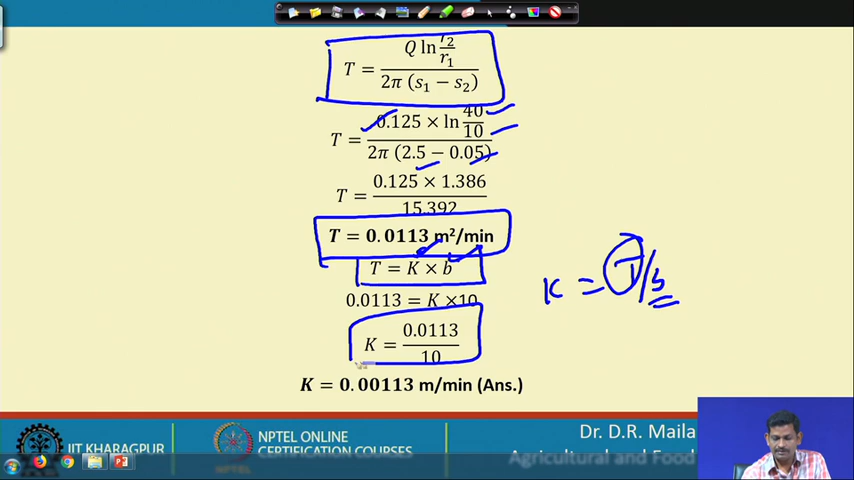 T = Q ln r2/r1 / 2π (s₁ − s₂)
T = 0.125 × ln 40/10 / 2π (2.5 − 0.05)
T = 0.125 × 1.386 / 15.392
T = 0.0113 m²/min
T = K × b
0.0113 = K ×10
K = T/b
K = 0.0113 / 10
K = 0.00113 m/min (Ans.)
IIT KHARAGPUR
NPTEL ONLINE
CERTIFICATION COURSES
Dr. D.R. Maila
Agricultural and Food